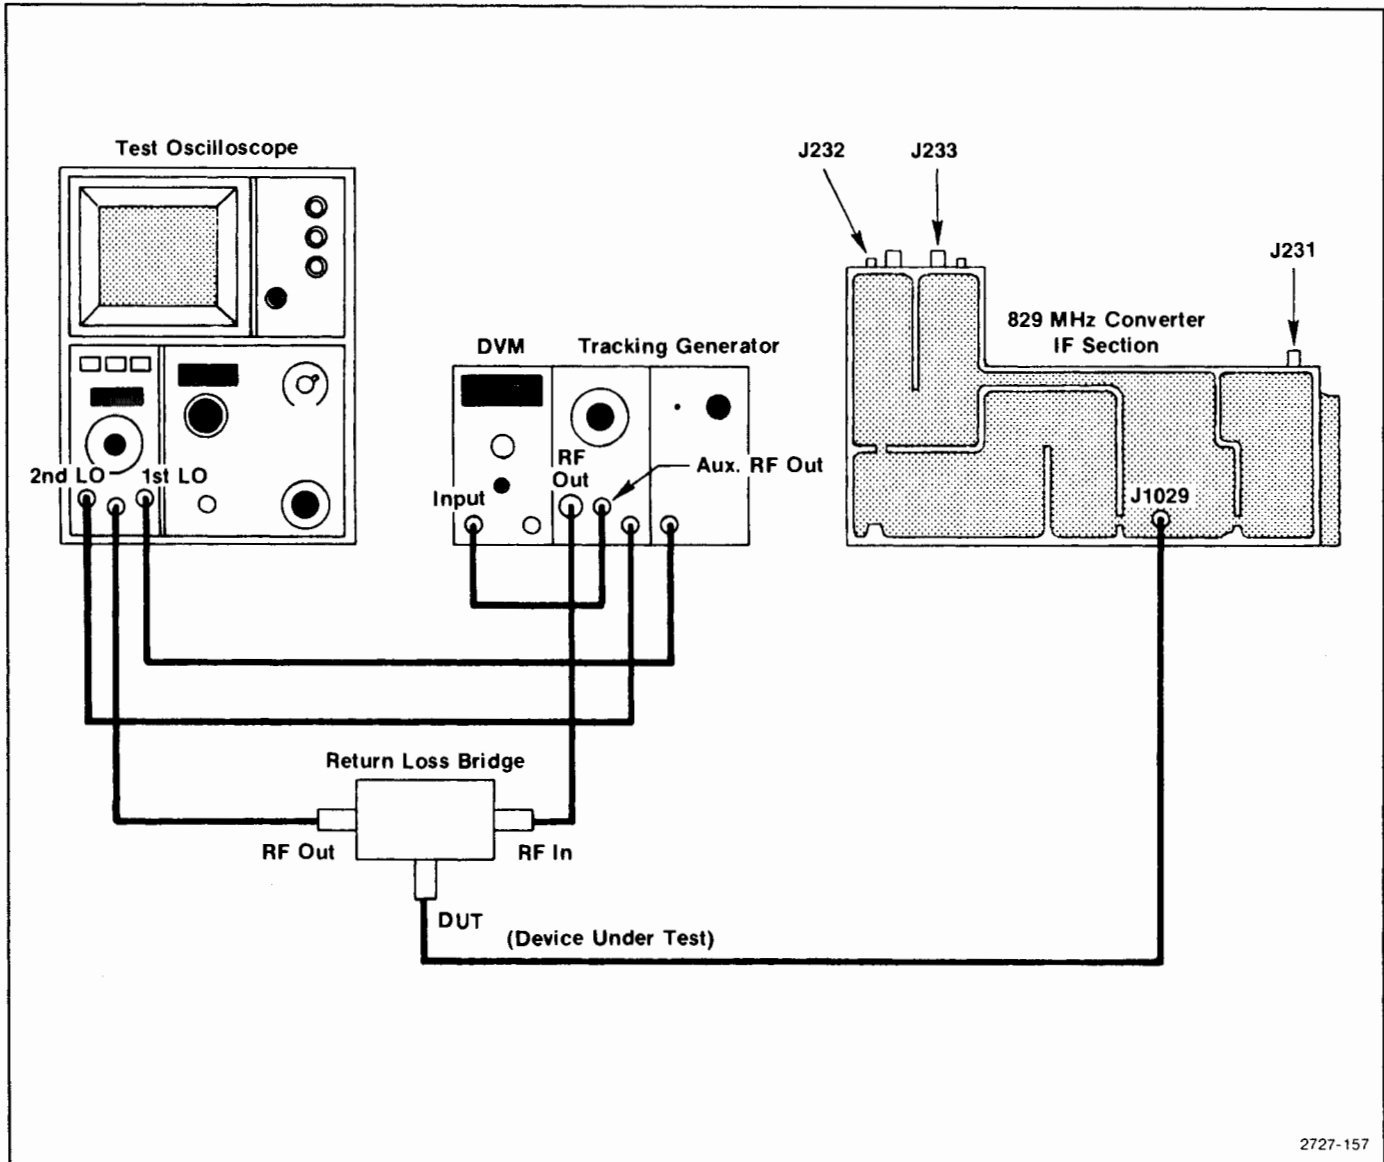 Test Oscilloscope
J232
J233
J231
829 MHz Converter
IF Section
DVM
Tracking Generator
2nd LO
1st LO
RF
Out
Aux. RF Out
Input
J1029
Return Loss Bridge
RF Out
RF In
DUT
(Device Under Test)
2727-157